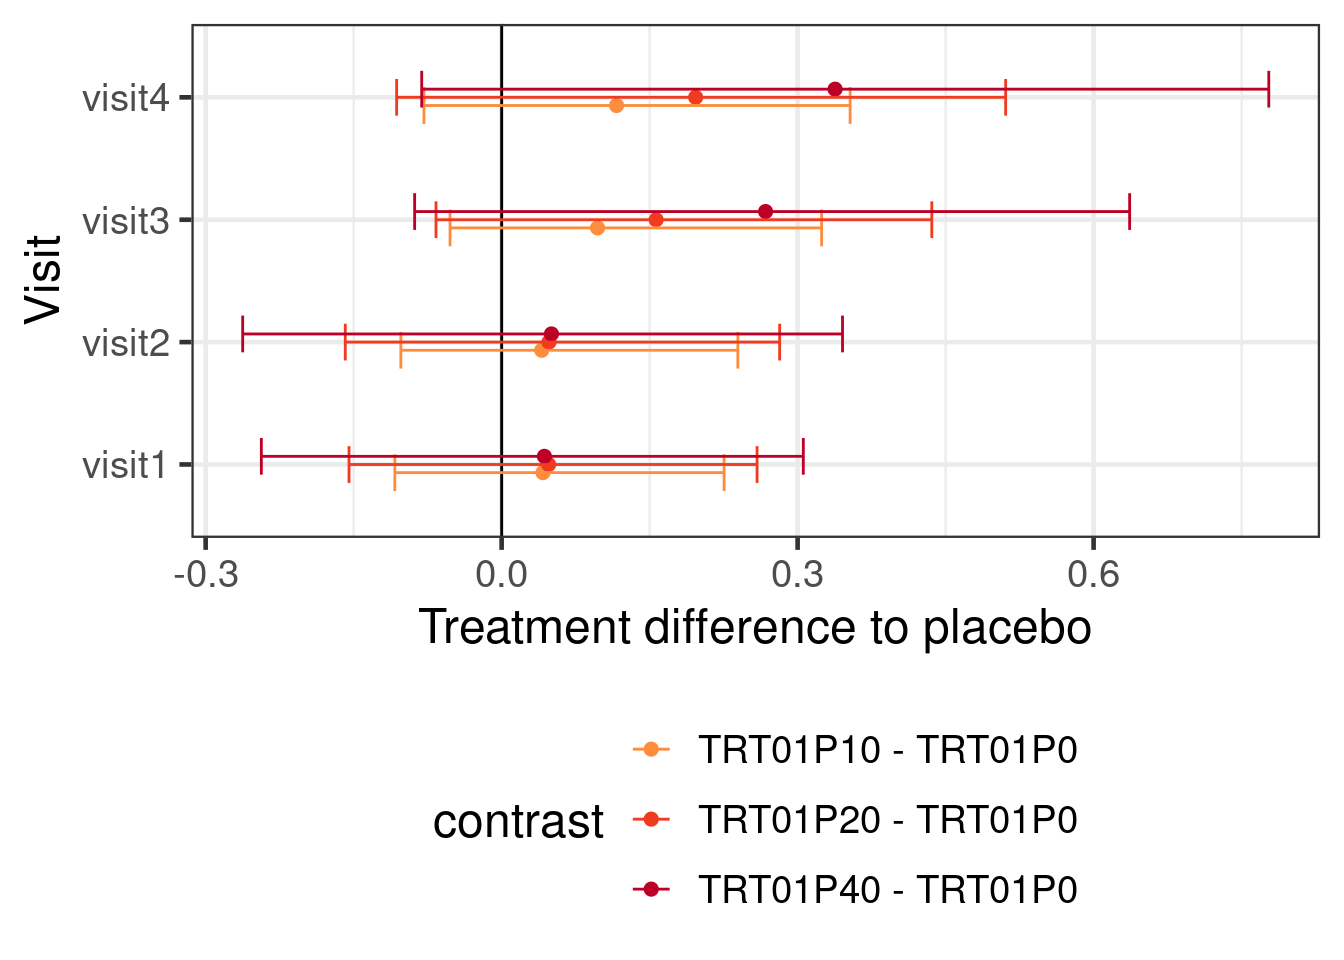 visit4
visit3
visit2
visit1
Visit
-0.3 0.0 0.3 0.6
Treatment difference to placebo
contrast
TRT01P10 - TRT01P0
TRT01P20 - TRT01P0
TRT01P40 - TRT01P0